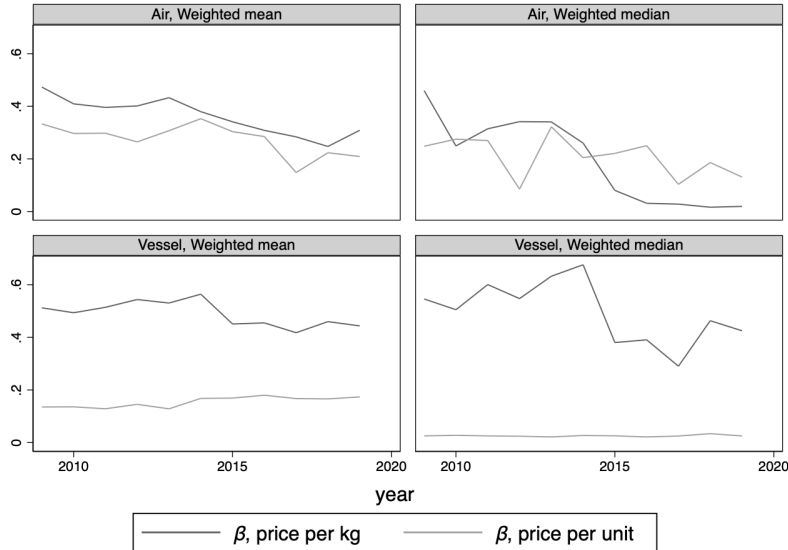 Air, Weighted mean
Air, Weighted median
.6
.4
.2
0
Vessel, Weighted mean
Vessel, Weighted median
.6
.4
.2
0
2010
2015
2020
2010
2015
2020
year
β, price per kg
β, price per unit